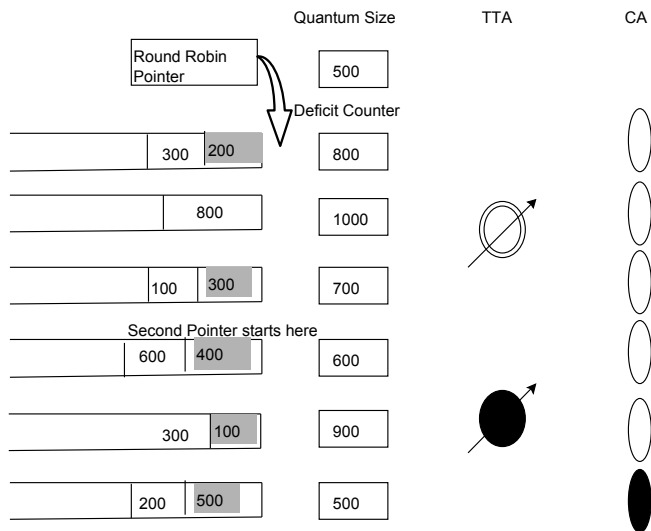 Quantum Size TTA CA
Round Robin
Pointer
500
Deficit Counter
300 200 800
800 1000
100 300 700
Second Pointer starts here
600 400 600
300 100 900
200 500 500